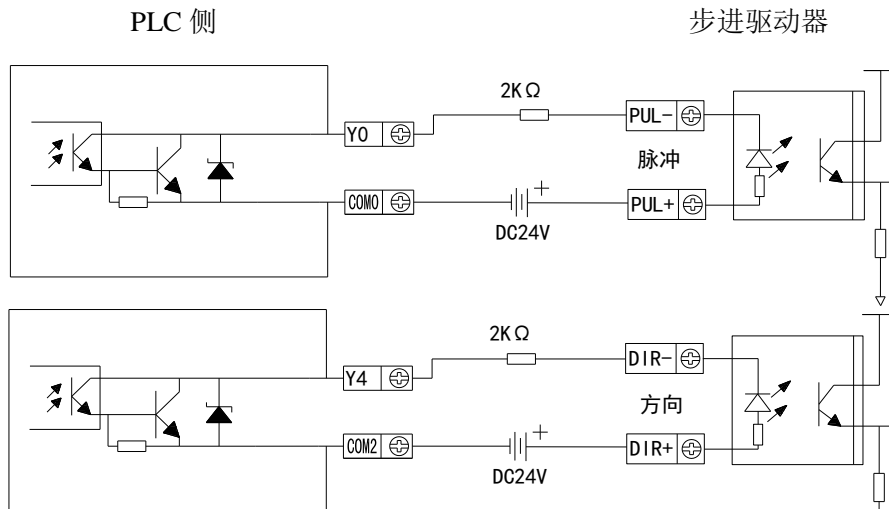 PLC 侧 步进驱动器
2KΩ
Y0 PUL-
脉冲
COM0 + PUL+
DC24V
2KΩ
Y4 DIR-
方向
COM2 + DIR+
DC24V